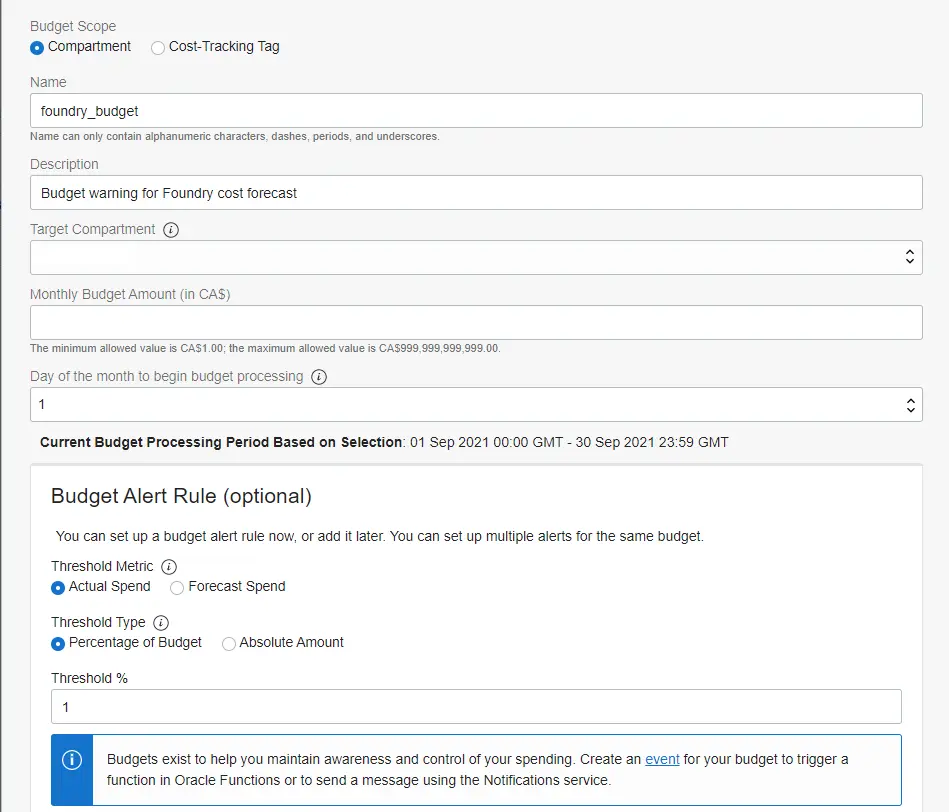 Budget Scope
Compartment Cost-Tracking Tag
Name
foundry_budget
Name can only contain alphanumeric characters, dashes, periods, and underscores.
Description
Budget warning for Foundry cost forecast
Target Compartment
Monthly Budget Amount (in CA$)
The minimum allowed value is CA$1.00; the maximum allowed value is CA$999,999,999,999.00.
Day of the month to begin budget processing
1
Current Budget Processing Period Based on Selection: 01 Sep 2021 00:00 GMT - 30 Sep 2021 23:59 GMT
Budget Alert Rule (optional)
You can set up a budget alert rule now, or add it later. You can set up multiple alerts for the same budget.
Threshold Metric
Actual Spend Forecast Spend
Threshold Type
Percentage of Budget Absolute Amount
Threshold %
1
Budgets exist to help you maintain awareness and control of your spending. Create an event for your budget to trigger a
function in Oracle Functions or to send a message using the Notifications service.